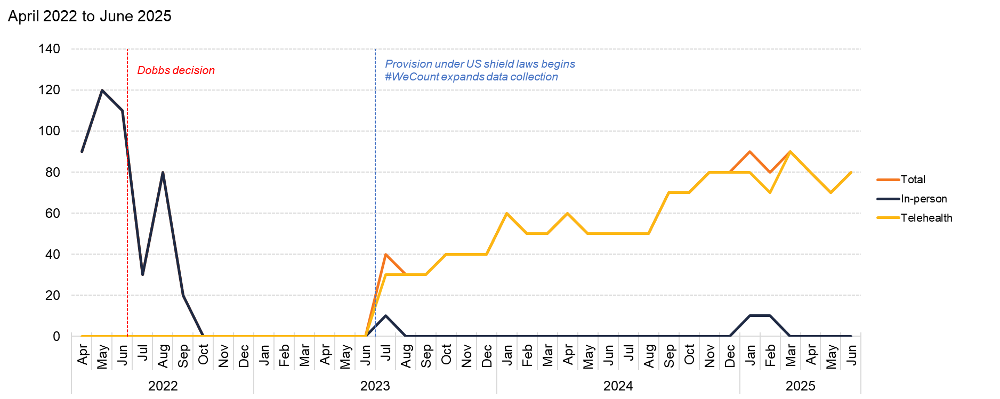 April 2022 to June 2025
140
120
100
80
60
40
20
0
Dobbs decision
Provision under US shield laws begins
#WeCount expands data collection
Total
In-person
Telehealth
Apr May Jun Jul Aug Sep Oct Nov Dec Jan Feb Mar Apr May Jun Jul Aug Sep Oct Nov Dec Jan Feb Mar Apr May Jun Jul Aug Sep Oct Nov Dec Jan Feb Mar Apr May Jun
2022 2023 2024 2025